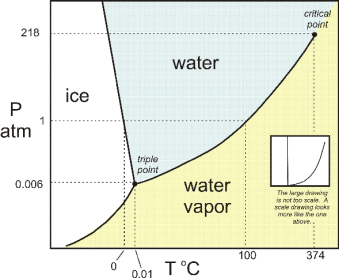 critical
point
218
water
ice
P
atm
1
triple
point
0.006
water
vapor
The large drawing
is not too scale. A
scale drawing looks
more like the one
above.
0
0.01
T °C
100
374